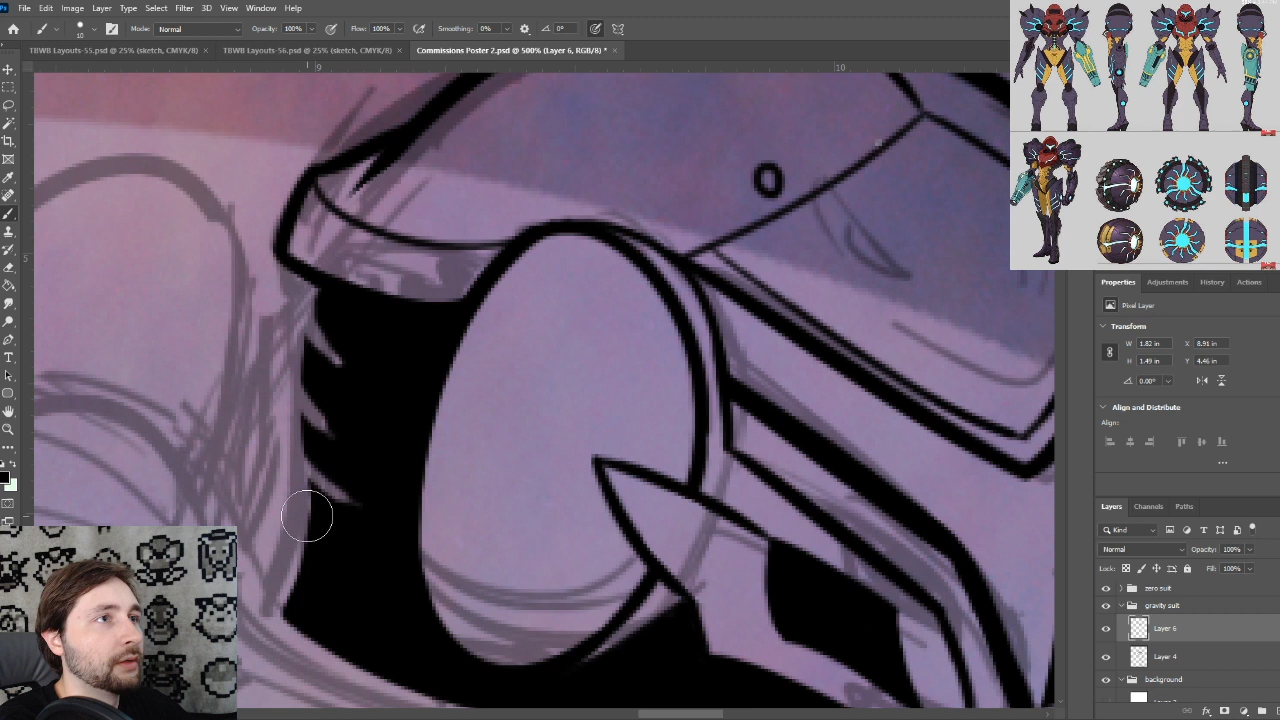 Ps File Edit Image Layer Type Select Filter 3D View Window Help
10 Mode: Normal Opacity: 100% Flow: 100% Smoothing: 0% 0°
TBWB Layouts-55.psd @ 25% (sketch, CMYK/8) × TBWB Layouts-56.psd @ 25% (sketch, CMYK/8) × Commissions Poster 2.psd @ 500% (Layer 6, RGB/8) * ×
9 10
5
Properties Adjustments History Actions
Pixel Layer
Transform
W 1.82 in X 8.91 in
H 1.49 in Y 4.46 in
0.00°
Align and Distribute
Align:
...
Layers Channels Paths
Kind
Normal Opacity: 100%
Lock: Fill: 100%
zero suit
gravity suit
Layer 6
Layer 4
background